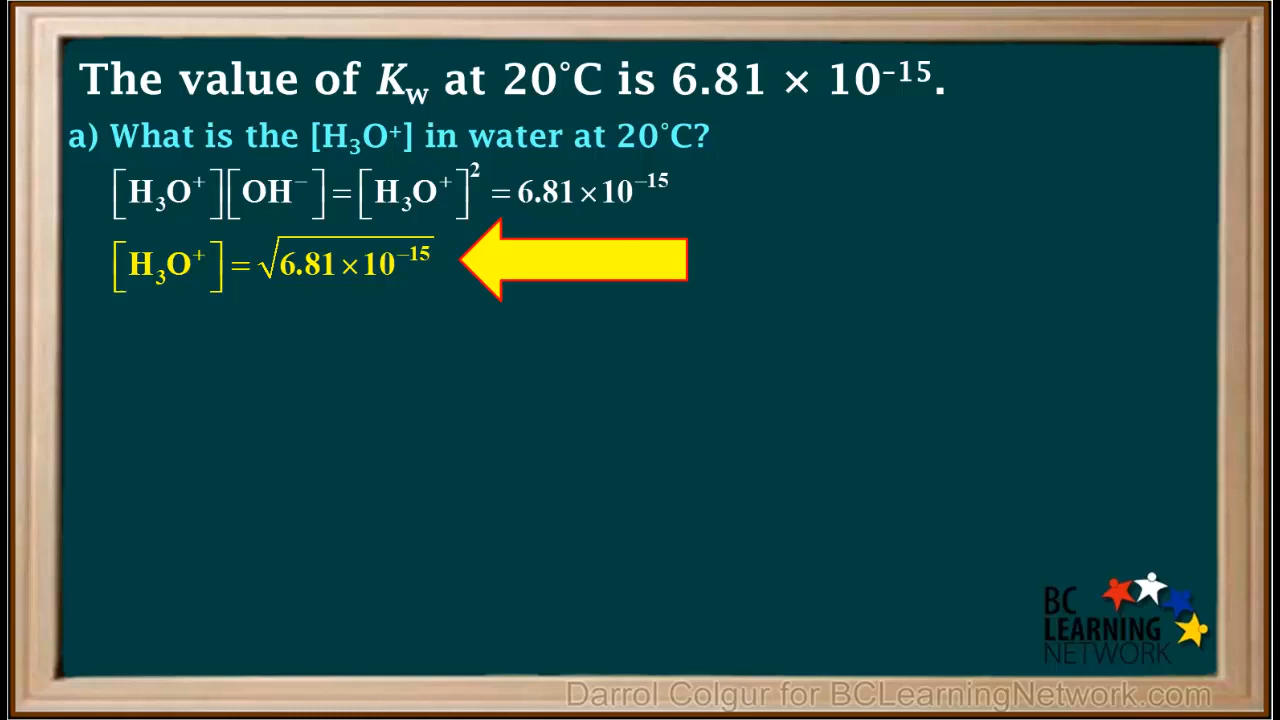 The value of K_w at 20°C is 6.81 × 10⁻¹⁵.
a) What is the [H₃O⁺] in water at 20°C?
[H₃O⁺][OH⁻] = [H₃O⁺]² = 6.81 × 10⁻¹⁵
[H₃O⁺] = √(6.81 × 10⁻¹⁵)
BC
LEARNING
NETWORK
Darrol Colgur for BCLearningNetwork.com